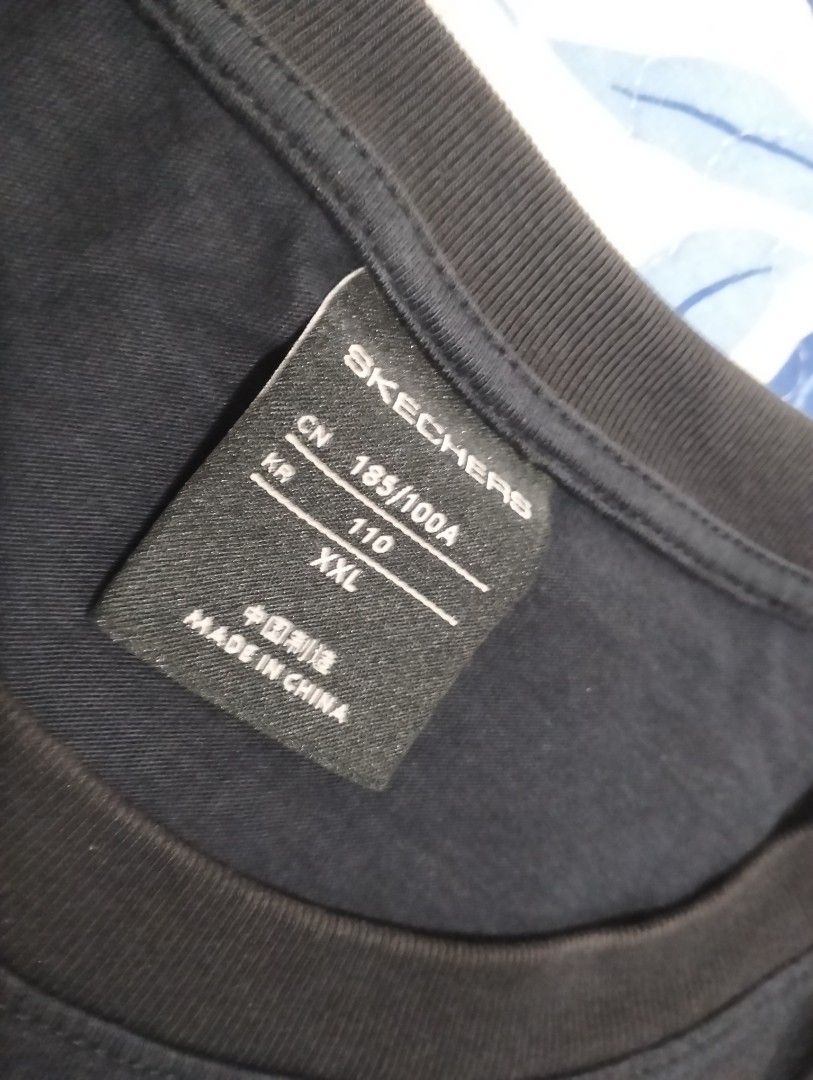 SKECHERS
CN 185/100A
KR 110
XXL
中国制造
MADE IN CHINA